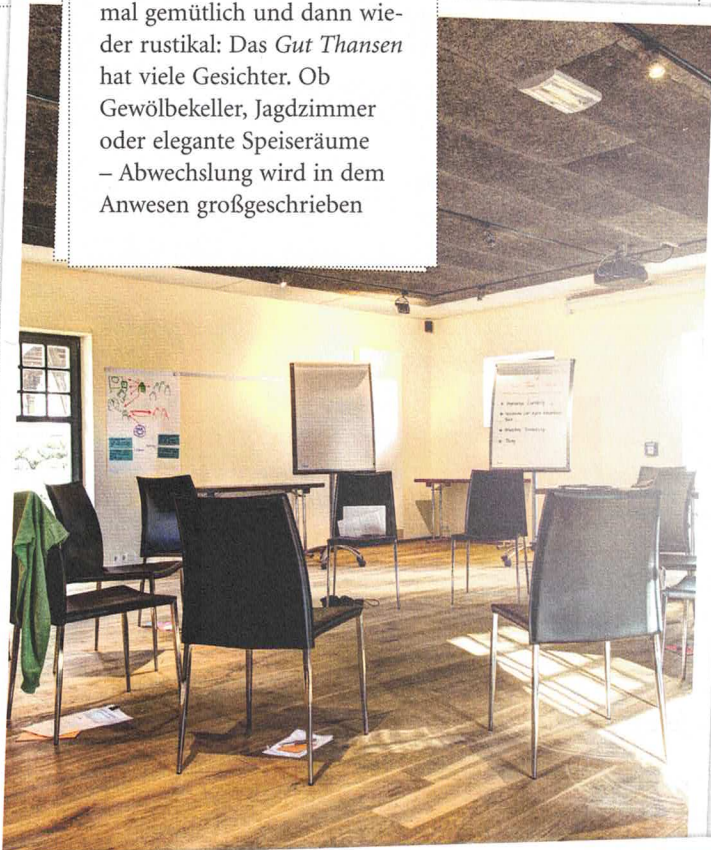 mal gemütlich und dann wie-
der rustikal: Das Gut Thansen
hat viele Gesichter. Ob
Gewölbekeller, Jagdzimmer
oder elegante Speiseräume
– Abwechslung wird in dem
Anwesen großgeschrieben